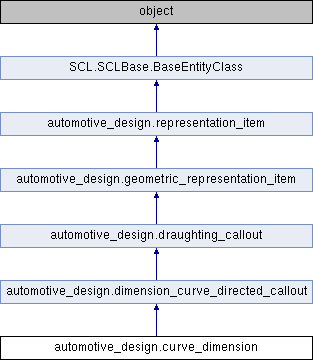 object
SCL.SCLBase.BaseEntityClass
automotive_design.representation_item
automotive_design.geometric_representation_item
automotive_design.draughting_callout
automotive_design.dimension_curve_directed_callout
automotive_design.curve_dimension